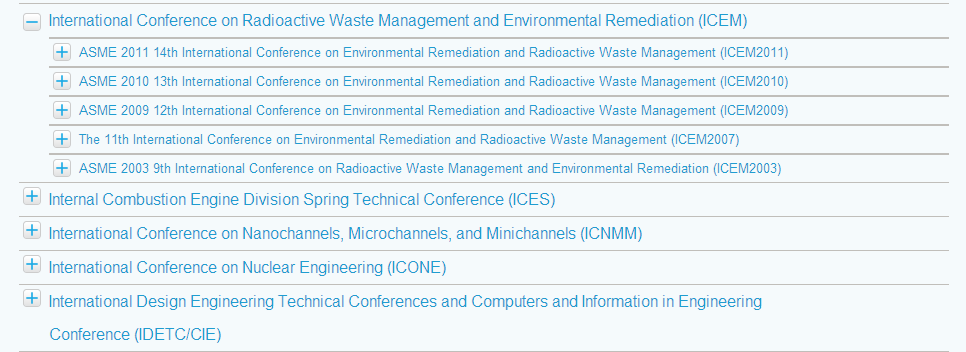 International Conference on Radioactive Waste Management and Environmental Remediation (ICEM)
ASME 2011 14th International Conference on Environmental Remediation and Radioactive Waste Management (ICEM2011)
ASME 2010 13th International Conference on Environmental Remediation and Radioactive Waste Management (ICEM2010)
ASME 2009 12th International Conference on Environmental Remediation and Radioactive Waste Management (ICEM2009)
The 11th International Conference on Environmental Remediation and Radioactive Waste Management (ICEM2007)
ASME 2003 9th International Conference on Radioactive Waste Management and Environmental Remediation (ICEM2003)
Internal Combustion Engine Division Spring Technical Conference (ICES)
International Conference on Nanochannels, Microchannels, and Minichannels (ICNMM)
International Conference on Nuclear Engineering (ICONE)
International Design Engineering Technical Conferences and Computers and Information in Engineering
Conference (IDETC/CIE)